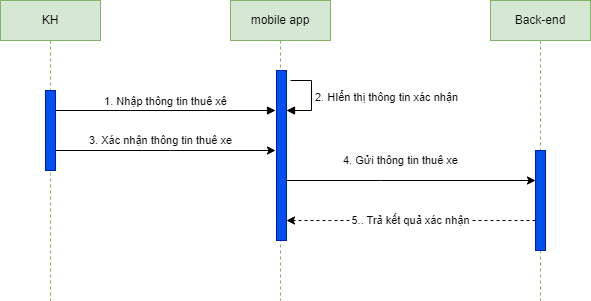 KH
mobile app
Back-end
1. Nhập thông tin thuê xê
2. HIển thị thông tin xác nhận
3. Xác nhận thông tin thuê xe
4. Gửi thông tin thuê xe
5.. Trả kết quả xác nhận